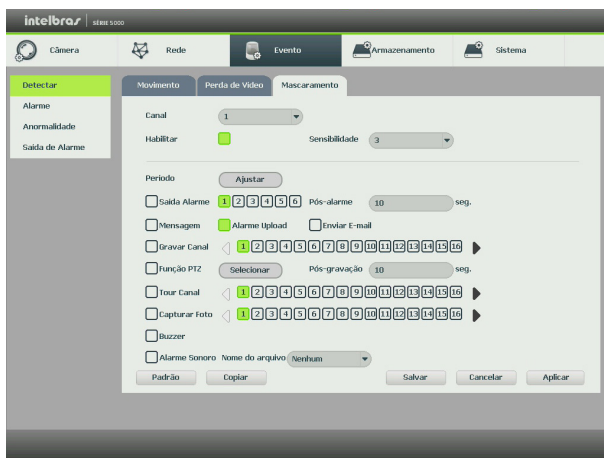 intelbras SÉRIE 5000
Câmera Rede Evento Armazenamento Sistema
Detectar
Alarme
Anormalidade
Saída de Alarme
Movimento Perda de Vídeo Mascaramento
Canal 1
Habilitar Sensibilidade 3
Período Ajustar
Saída Alarme 1 2 3 4 5 6 Pós-alarme 10 seg.
Mensagem Alarme Upload Enviar E-mail
Gravar Canal 1 2 3 4 5 6 7 8 9 10 11 12 13 14 15 16
Função PTZ Selecionar Pós-gravação 10 seg.
Tour Canal 1 2 3 4 5 6 7 8 9 10 11 12 13 14 15 16
Capturar Foto 1 2 3 4 5 6 7 8 9 10 11 12 13 14 15 16
Buzzer
Alarme Sonoro Nome do arquivo Nenhum
Padrão Copiar Salvar Cancelar Aplicar